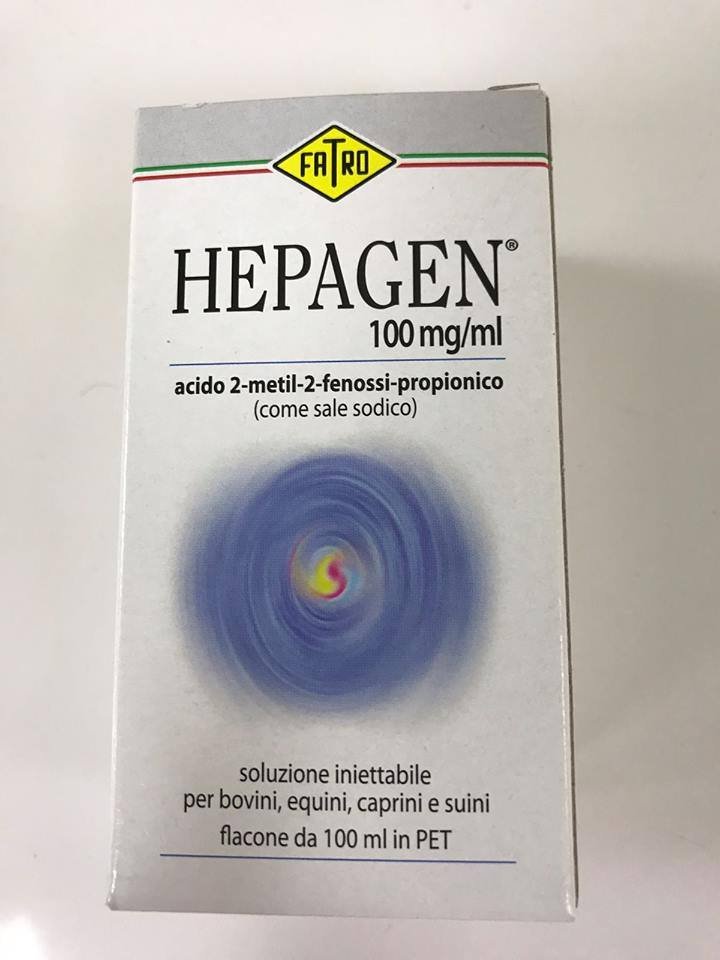 FATRO
HEPAGEN®
100 mg/ml
acido 2-metil-2-fenossi-propionico
(come sale sodico)
soluzione iniettabile
per bovini, equini, caprini e suini
flacone da 100 ml in PET